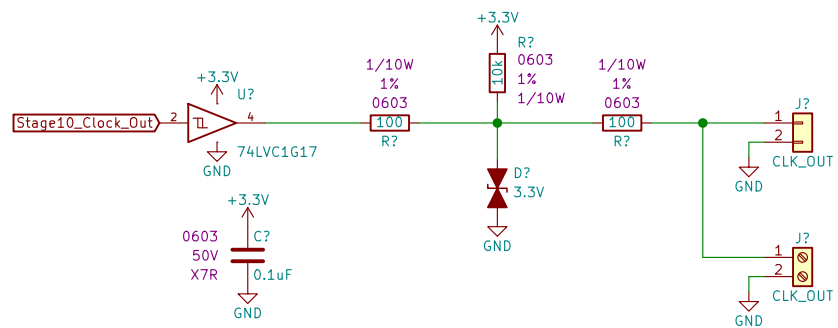 +3.3V
R?
0603
1%
1/10W
10k
1/10W
1%
0603
100
R?
1/10W
1%
0603
100
R?
+3.3V
U?
Stage10_Clock_Out
2
4
74LVC1G17
GND
J?
1
2
CLK_OUT
GND
D?
3.3V
GND
+3.3V
0603
50V
X7R
C?
0.1uF
GND
J?
1
2
CLK_OUT
GND